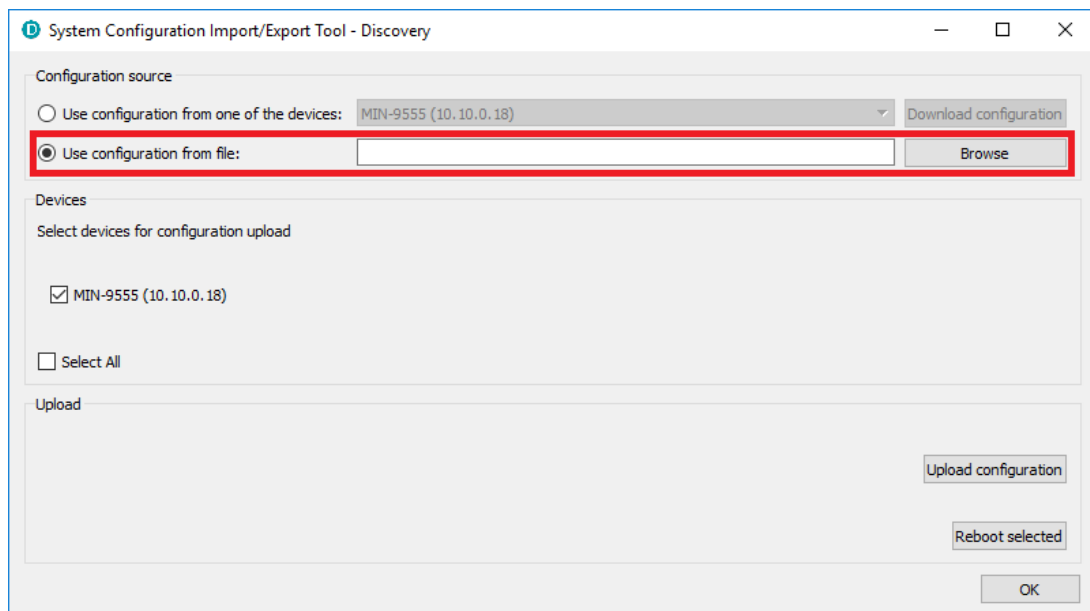 D System Configuration Import/Export Tool - Discovery
Configuration source
Use configuration from one of the devices: MIN-9555 (10.10.0.18) Download configuration
Use configuration from file: Browse
Devices
Select devices for configuration upload
MIN-9555 (10.10.0.18)
Select All
Upload
Upload configuration
Reboot selected
OK